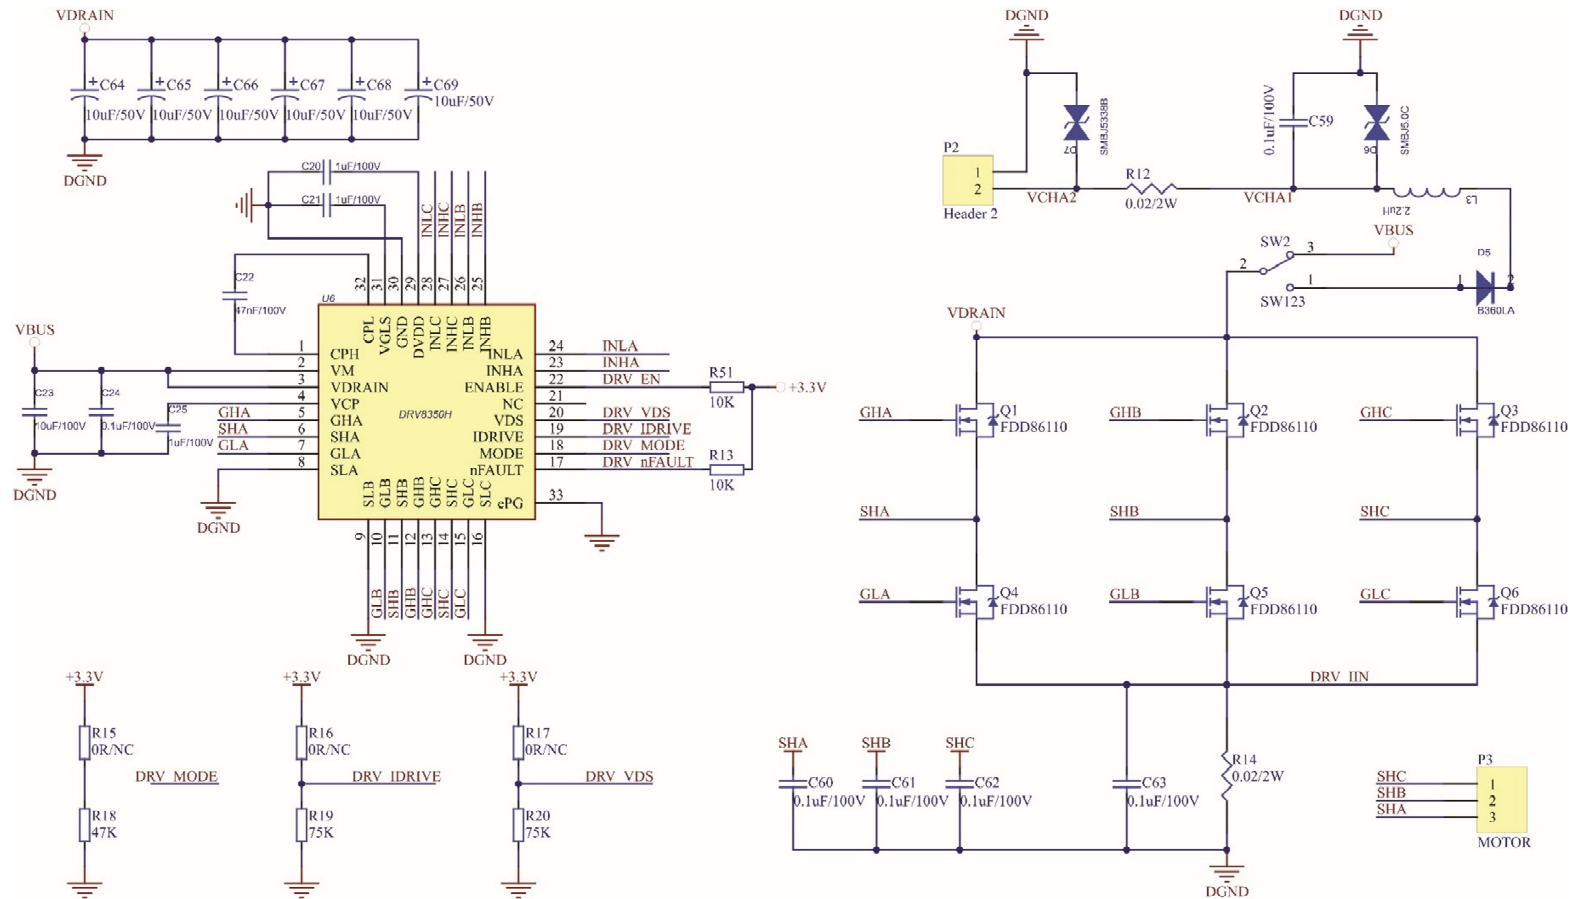 VDRAIN
C64
10uF/50V
C65
10uF/50V
C66
10uF/50V
C67
10uF/50V
C68
10uF/50V
C69
10uF/50V
DGND
C20
1uF/100V
C21
1uF/100V
C22
47nF/100V
INLC
INHC
INLB
INHB
32
31
30
29
28
27
26
25
U6
CPL
VGLS
GND
DVDD
INLC
INHC
INLB
INHB
VBUS
C23
10uF/100V
C24
0.1uF/100V
C25
1uF/100V
DGND
1 CPH
2 VM
3 VDRAIN
4 VCP
GHA 5 GHA
SHA 6 SHA
GLA 7 GLA
8 SLA
DGND
DRV8350H
INLA 24 INLA
INHA 23 INHA
ENABLE 22 DRV_EN
NC 21
VDS 20 DRV_VDS
IDRIVE 19 DRV_IDRIVE
MODE 18 DRV_MODE
nFAULT 17 DRV_nFAULT
ePG 33
R51
10K
+3.3V
R13
10K
SLB
GLB
SHB
GHB
GHC
SHC
GLC
SLC
9
10
11
12
13
14
15
16
GLB
SHB
GHB
GHC
SHC
GLC
DGND
DGND
+3.3V
R15
0R/NC
DRV_MODE
R18
47K
+3.3V
R16
0R/NC
DRV_IDRIVE
R19
75K
+3.3V
R17
0R/NC
DRV_VDS
R20
75K
DGND
DGND
P2
1
2
Header 2
D7
SMBJ5338B
VCHA2
R12
0.02/2W
VCHA1
0.1uF/100V
C59
D6
SMBJ5.0C
2.2uH
L3
VBUS
SW2
2
3
1
SW123
D5
1
2
B360LA
VDRAIN
GHA
Q1
FDD86110
GHB
Q2
FDD86110
GHC
Q3
FDD86110
SHA
SHB
SHC
GLA
Q4
FDD86110
GLB
Q5
FDD86110
GLC
Q6
FDD86110
DRV_IIN
SHA
C60
0.1uF/100V
SHB
C61
0.1uF/100V
SHC
C62
0.1uF/100V
C63
0.1uF/100V
R14
0.02/2W
DGND
P3
SHC 1
SHB 2
SHA 3
MOTOR